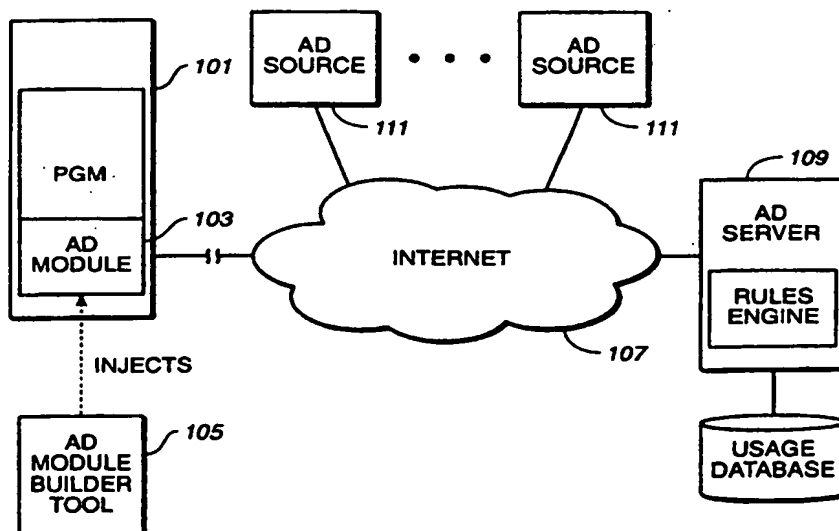 AD
SOURCE
• • •
AD
SOURCE
101
111
111
109
PGM
103
AD
MODULE
INTERNET
AD
SERVER
RULES
ENGINE
107
INJECTS
105
AD
MODULE
BUILDER
TOOL
USAGE
DATABASE